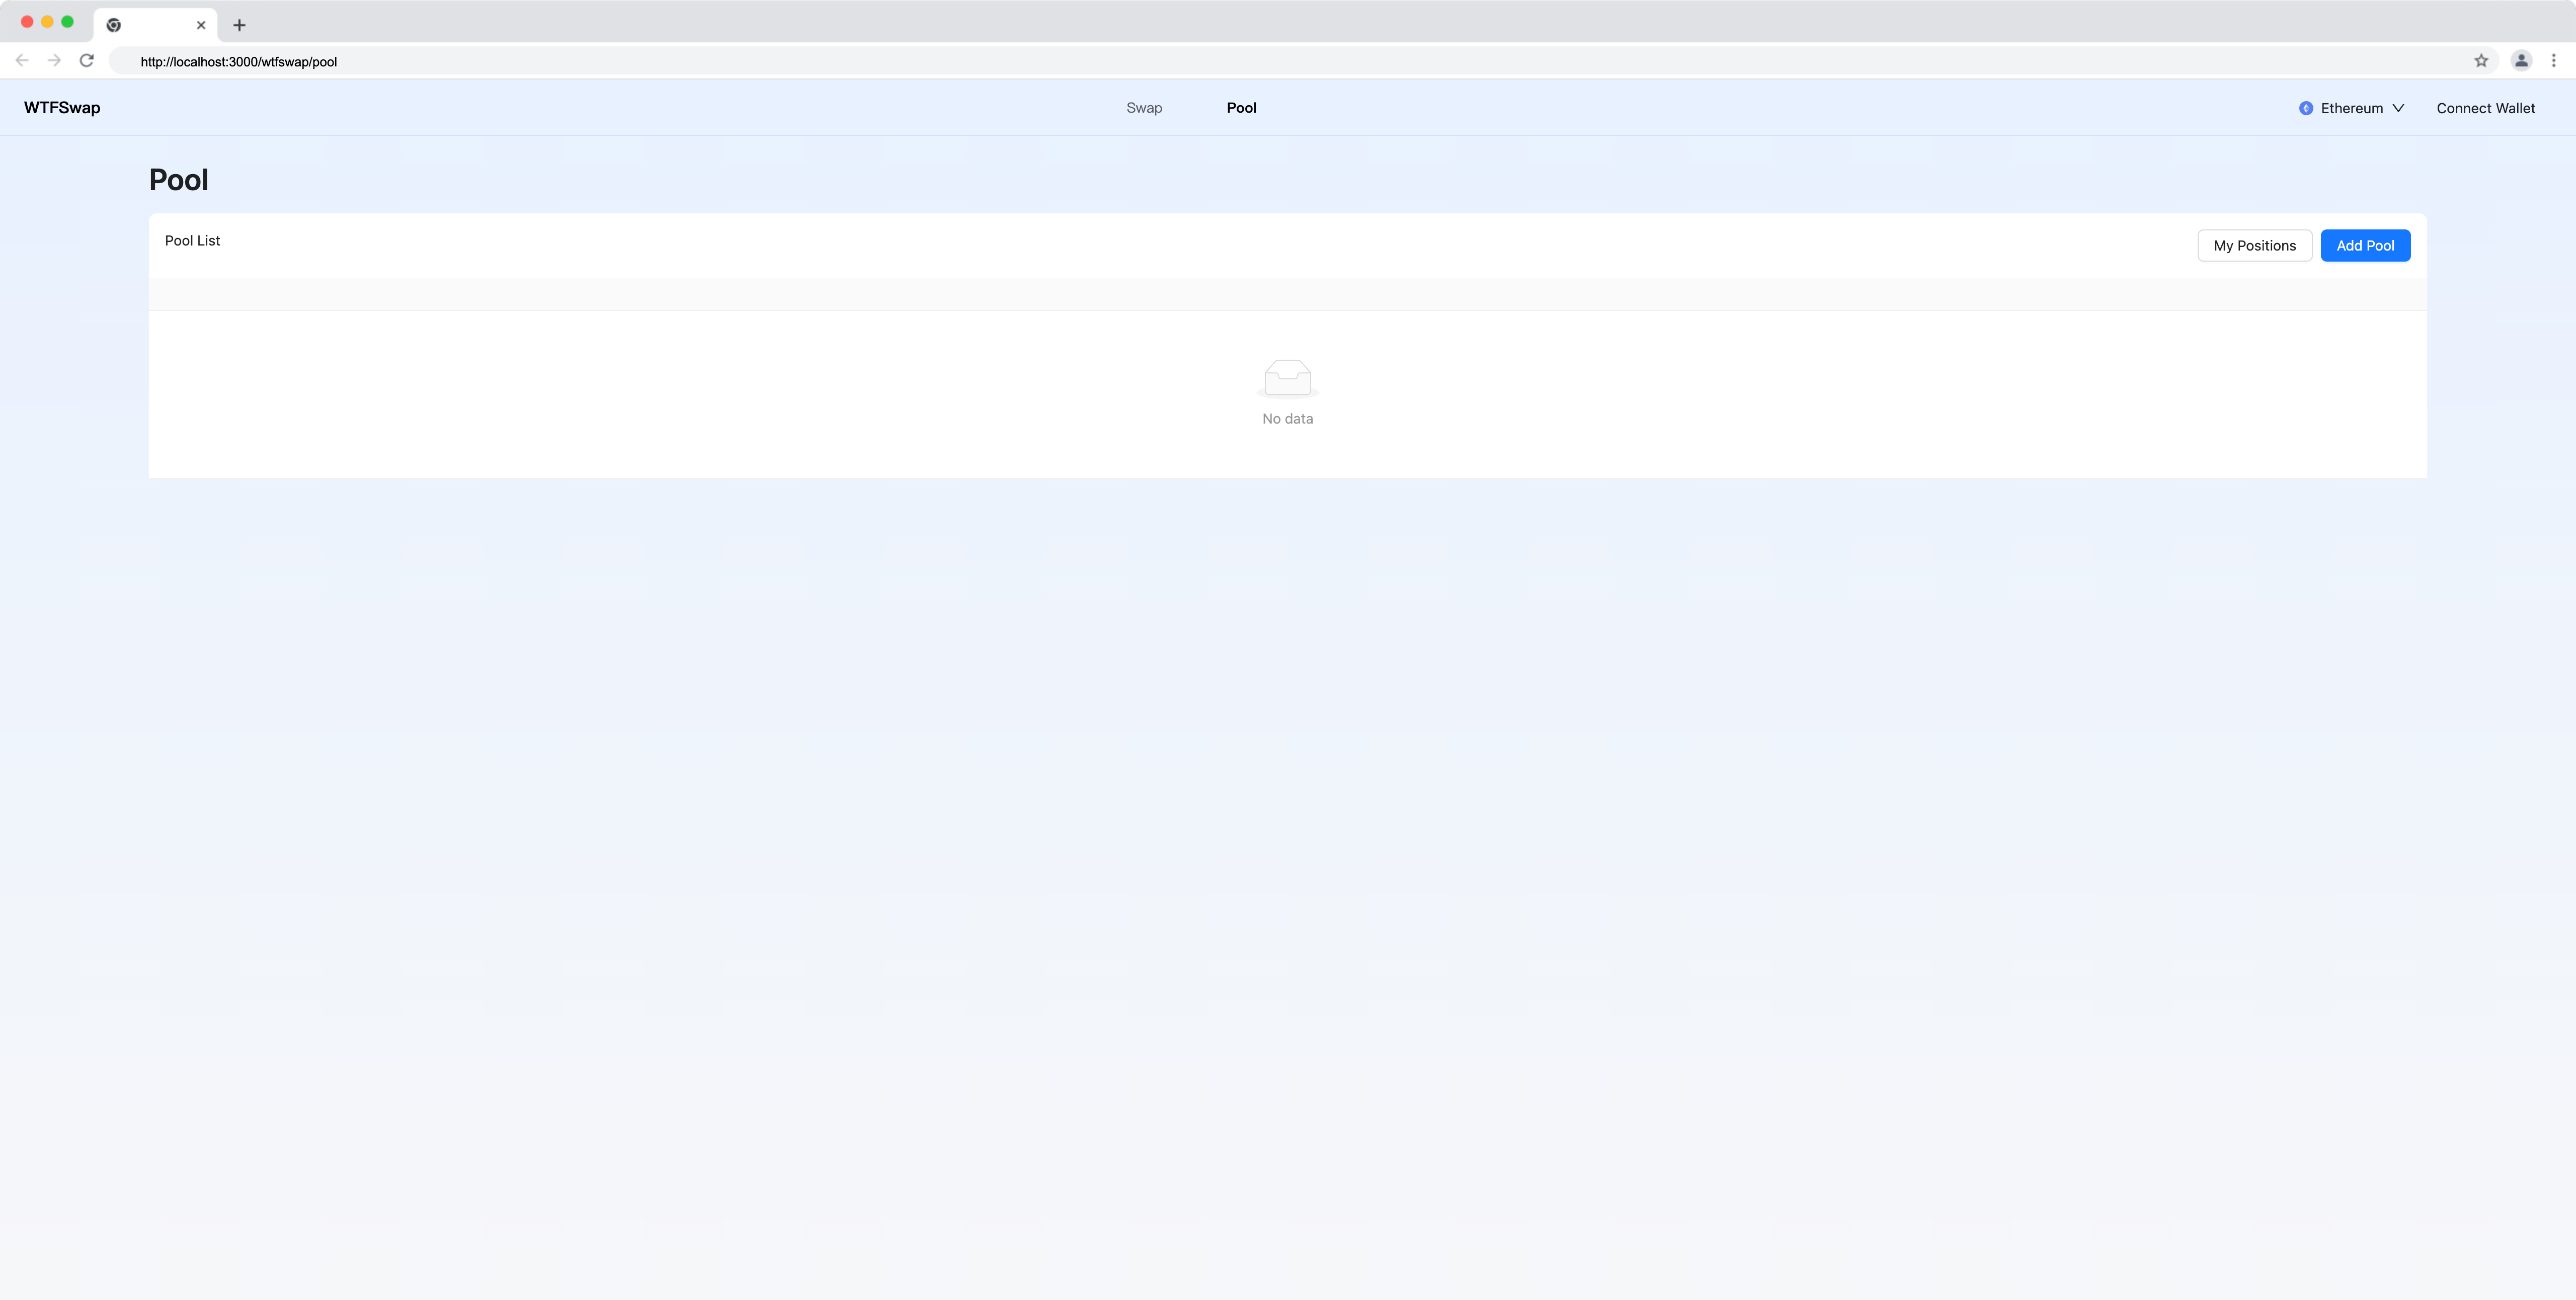 http://localhost:3000/wtfswap/pool
WTFSwap
Swap
Pool
Ethereum
Connect Wallet
Pool
Pool List
My Positions
Add Pool
No data